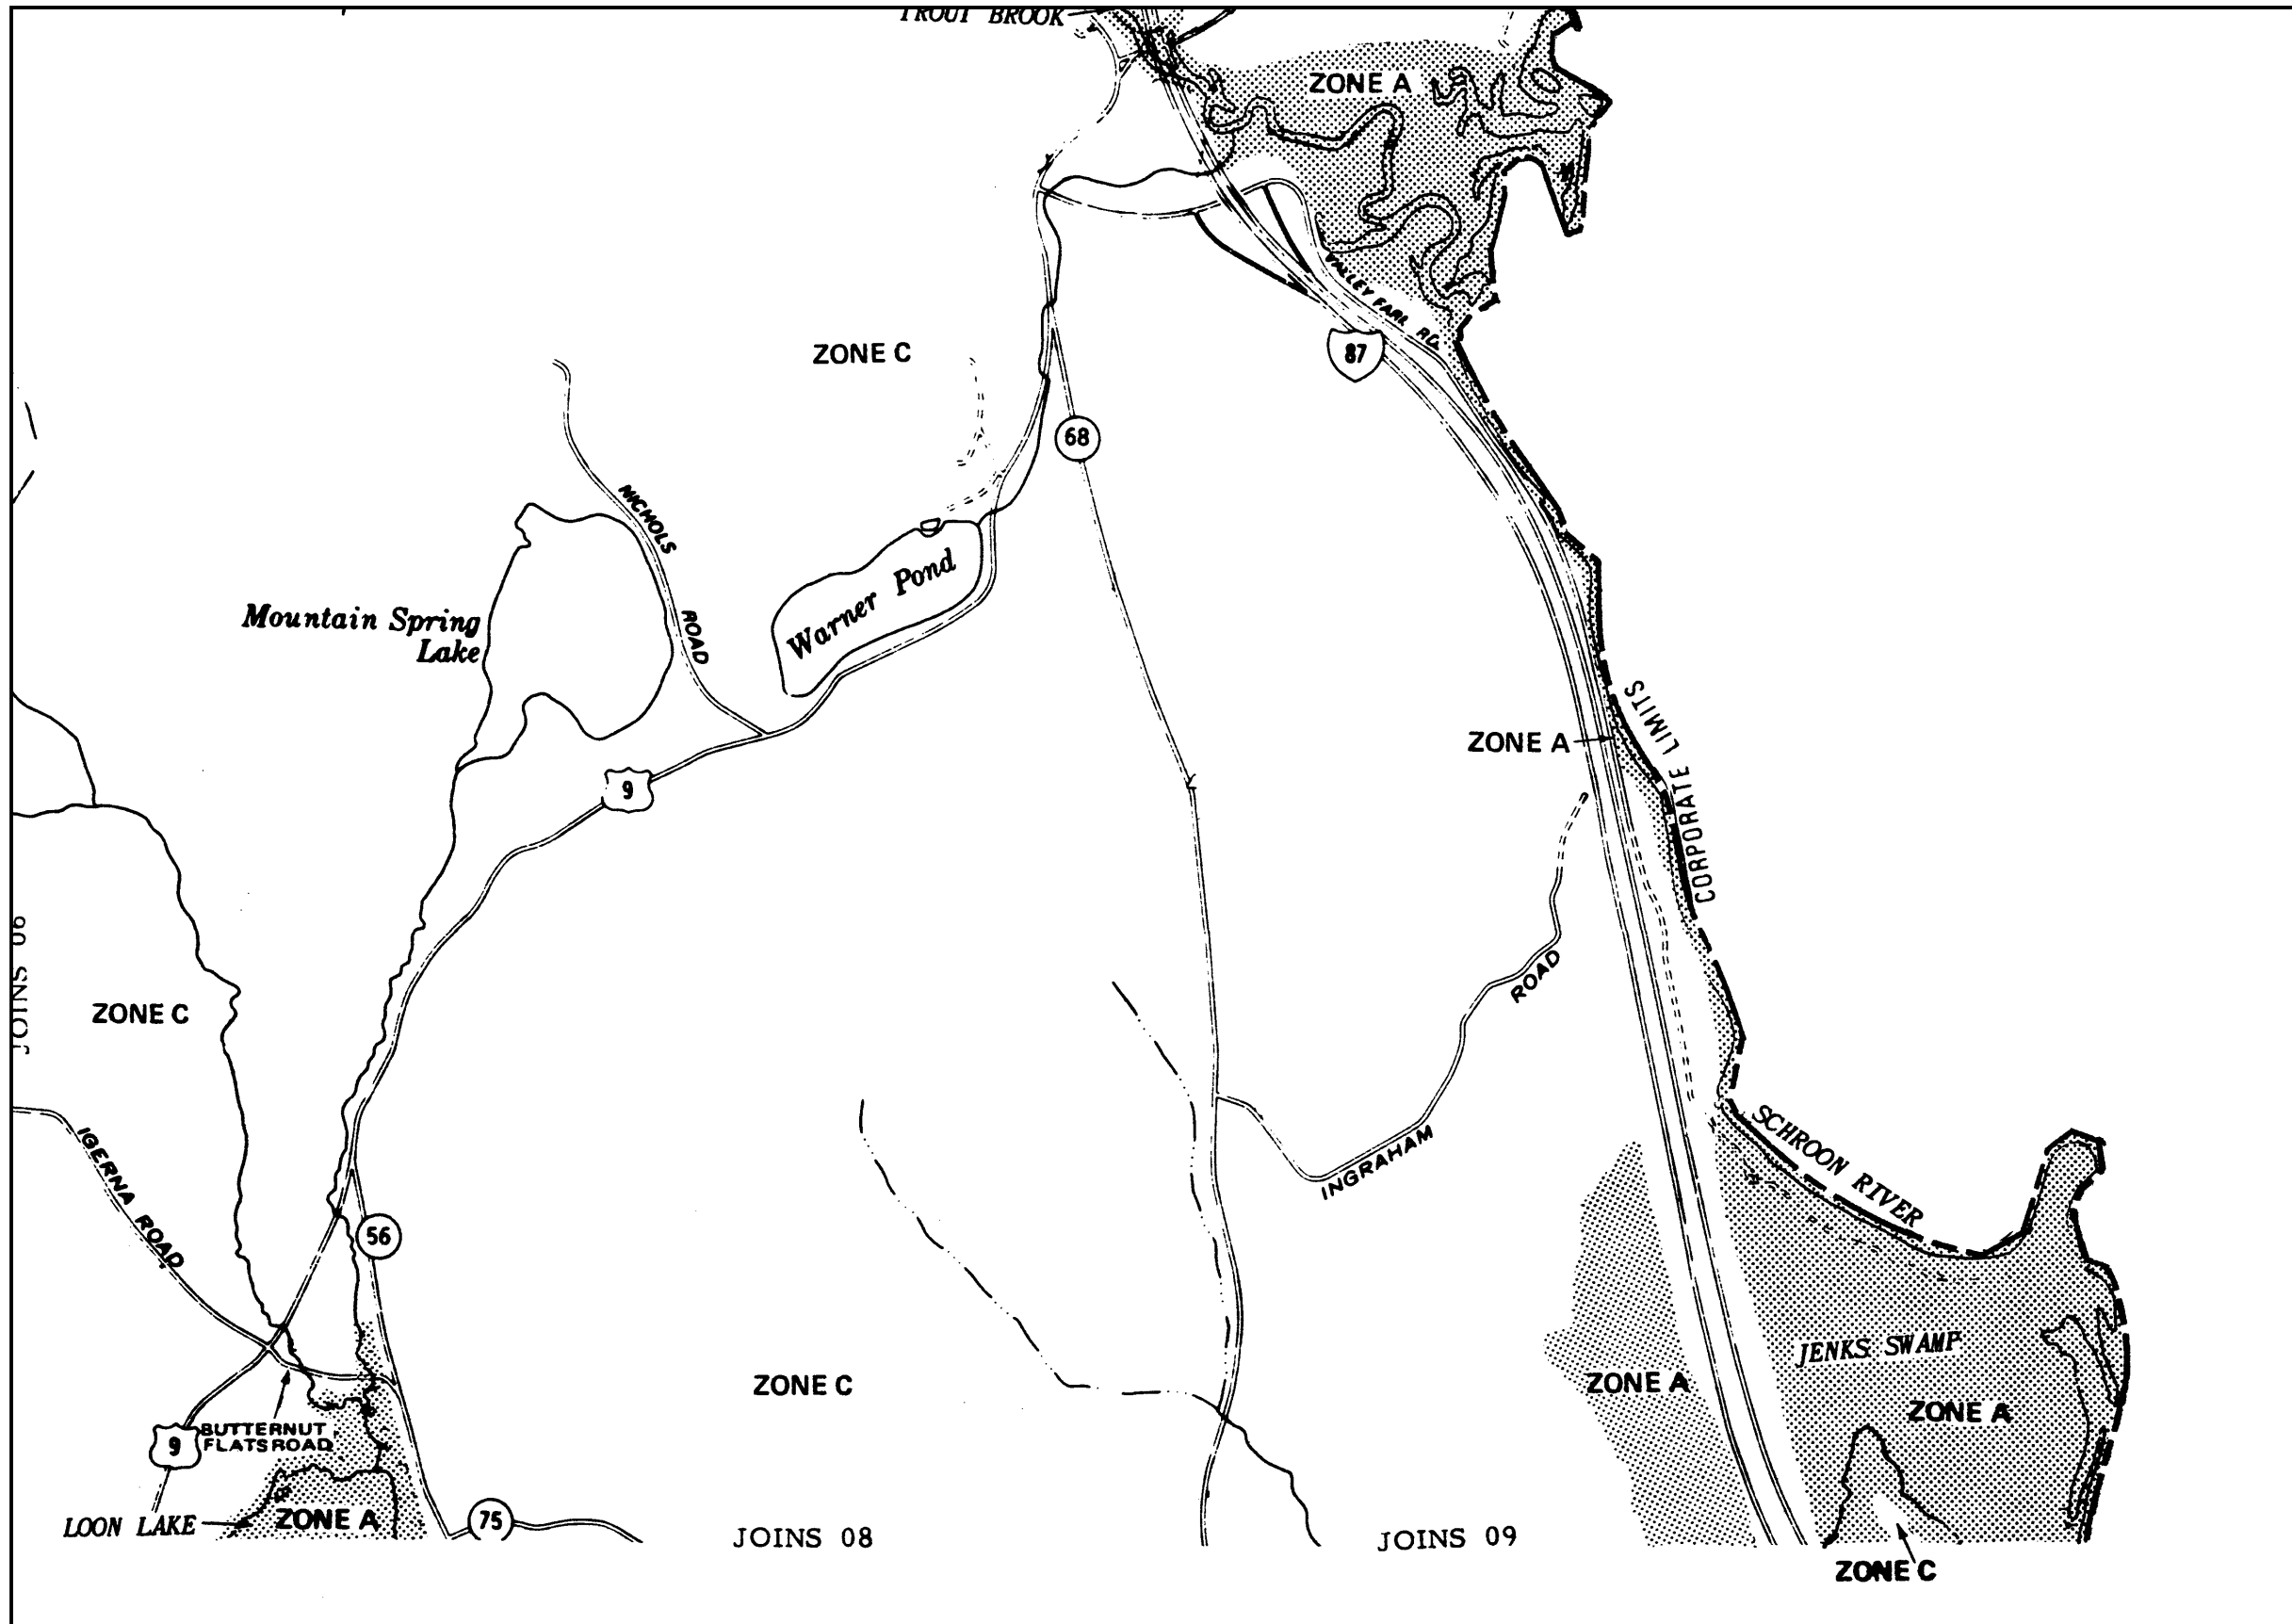 TROUT BROOK
ZONE A
VALLEY FARM RD.
87
ZONE C
68
NICHOLS
ROAD
Warner Pond
Mountain Spring
Lake
ZONE A
CORPORATE LIMITS
9
JOINS 06
ZONE C
ROAD
INGRAHAM
IGERNA ROAD
SCHROON RIVER
56
JENKS SWAMP
ZONE C
ZONE A
ZONE A
BUTTERNUT
FLATS ROAD
9
LOON LAKE
ZONE A
75
JOINS 08
JOINS 09
ZONE C